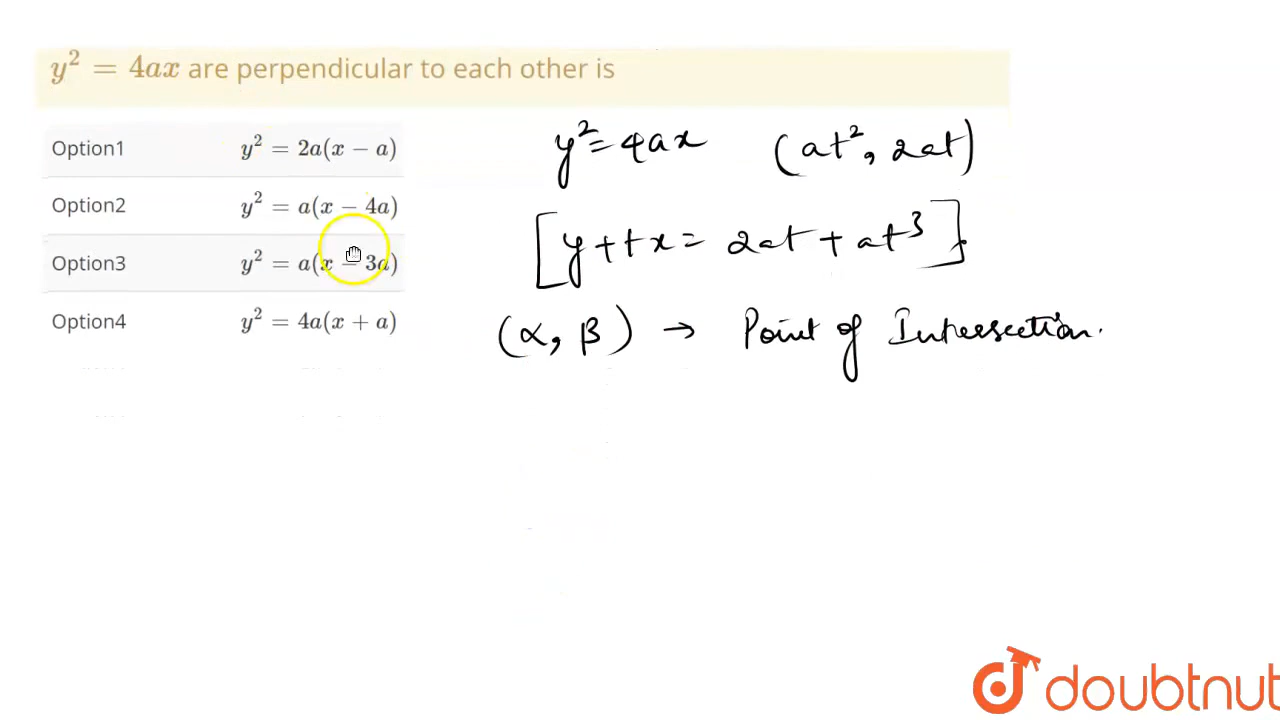 y² = 4ax are perpendicular to each other is
Option1 y² = 2a(x − a)
Option2 y² = a(x − 4a)
Option3 y² = a(x − 3a)
Option4 y² = 4a(x + a)
y² = 4ax (at², 2at)
[y + tx = 2at + at³].
(α, β) → Point of Intersection.
doubtnut